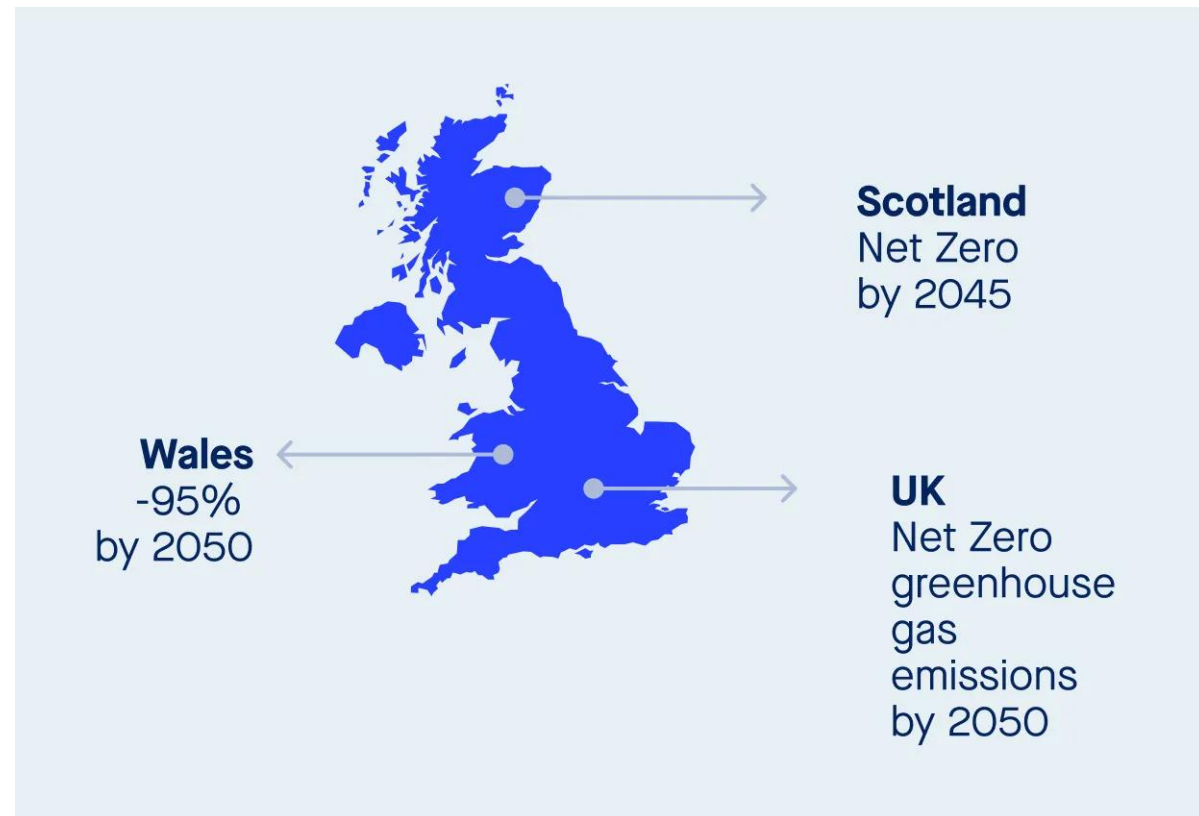 Scotland
Net Zero
by 2045
Wales
-95%
by 2050
UK
Net Zero
greenhouse
gas
emissions
by 2050